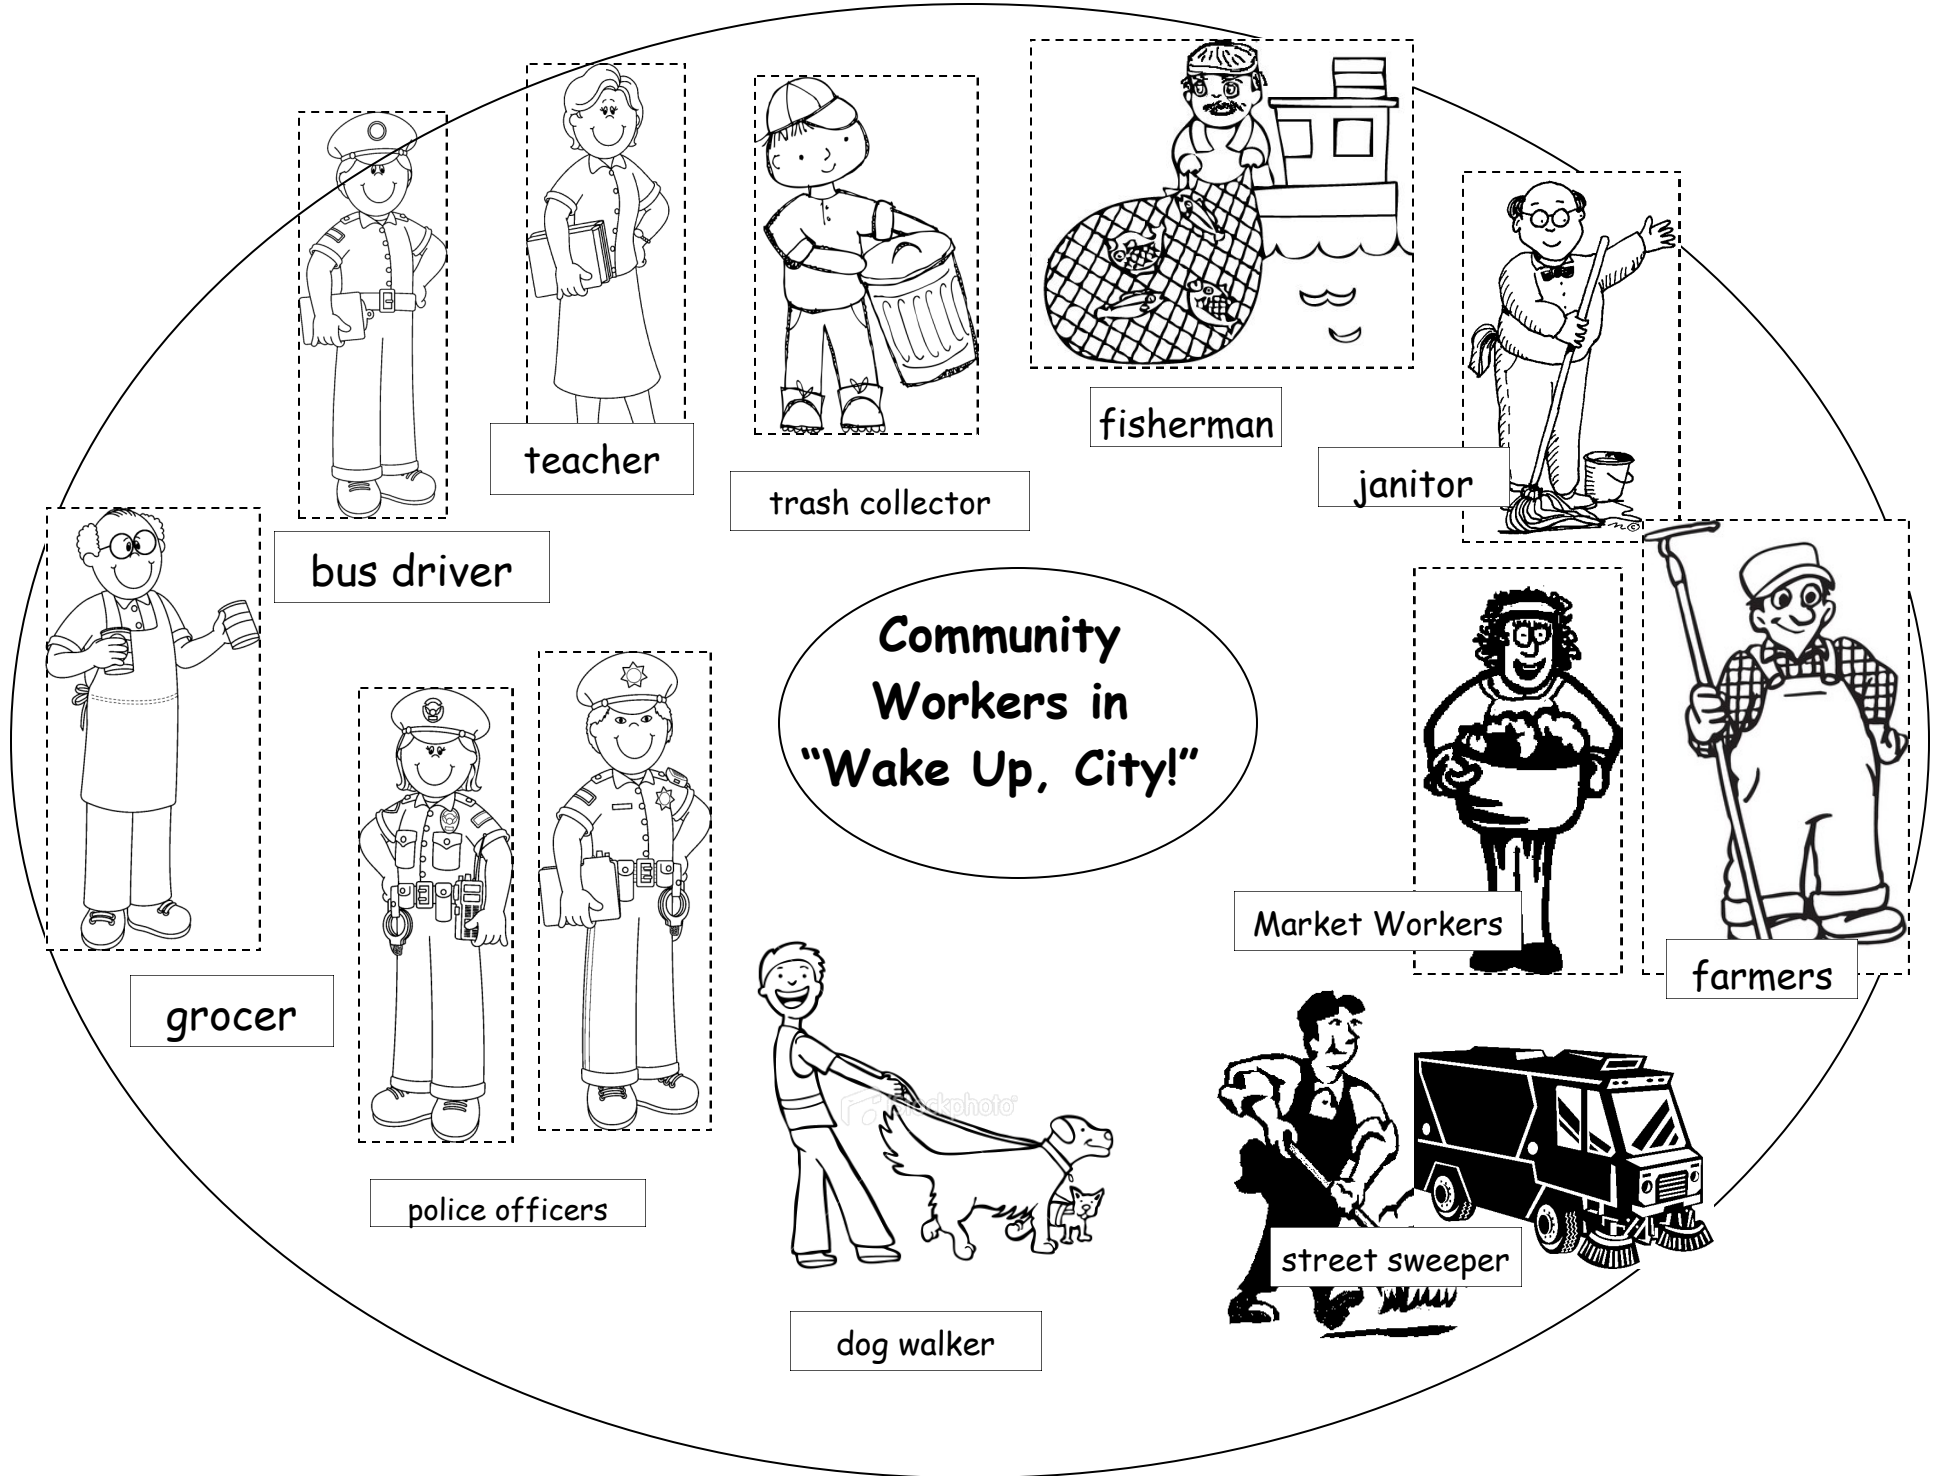 teacher
trash collector
fisherman
janitor
bus driver
Community
Workers in
“Wake Up, City!”
grocer
Market Workers
farmers
police officers
street sweeper
dog walker